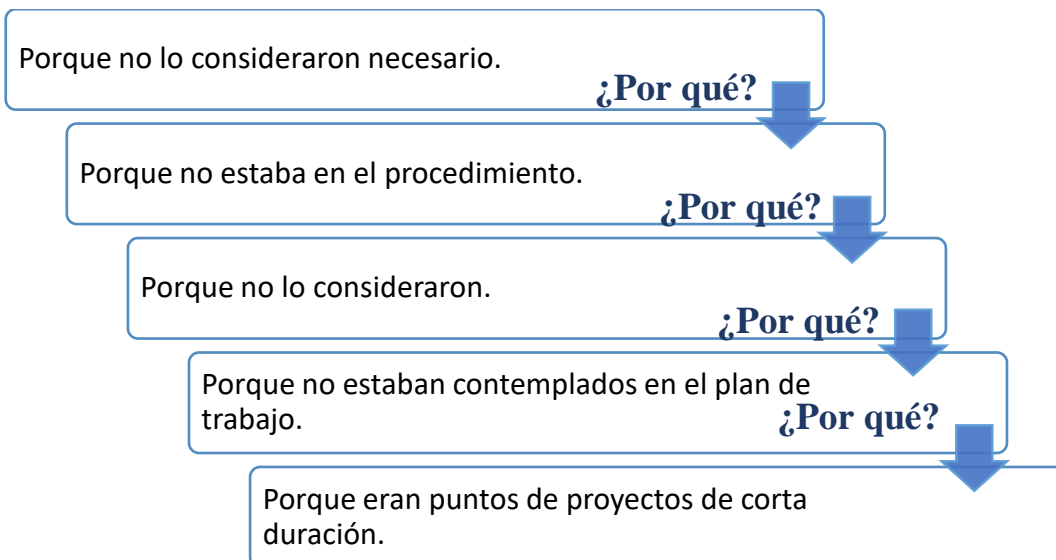 Porque no lo consideraron necesario.
¿Por qué?
Porque no estaba en el procedimiento.
¿Por qué?
Porque no lo consideraron.
¿Por qué?
Porque no estaban contemplados en el plan de
trabajo.
¿Por qué?
Porque eran puntos de proyectos de corta
duración.